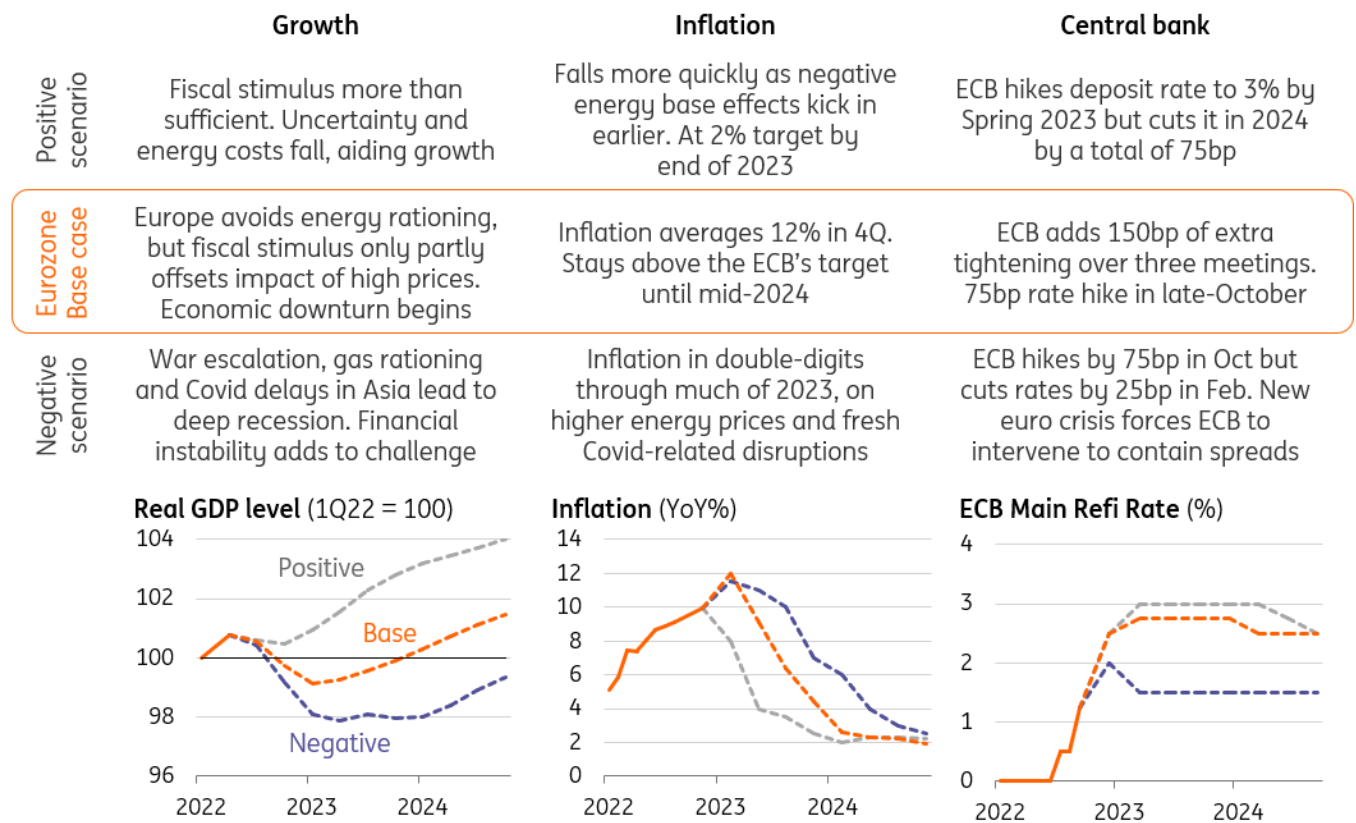 Growth
Inflation
Central bank
Positive
scenario
Fiscal stimulus more than
sufficient. Uncertainty and
energy costs fall, aiding growth
Falls more quickly as negative
energy base effects kick in
earlier. At 2% target by
end of 2023
ECB hikes deposit rate to 3% by
Spring 2023 but cuts it in 2024
by a total of 75bp
Eurozone
Base case
Europe avoids energy rationing,
but fiscal stimulus only partly
offsets impact of high prices.
Economic downturn begins
Inflation averages 12% in 4Q.
Stays above the ECB’s target
until mid-2024
ECB adds 150bp of extra
tightening over three meetings.
75bp rate hike in late-October
Negative
scenario
War escalation, gas rationing
and Covid delays in Asia lead to
deep recession. Financial
instability adds to challenge
Inflation in double-digits
through much of 2023, on
higher energy prices and fresh
Covid-related disruptions
ECB hikes by 75bp in Oct but
cuts rates by 25bp in Feb. New
euro crisis forces ECB to
intervene to contain spreads
Real GDP level (1Q22 = 100)
104
102
100
98
96
Positive
Base
Negative
2022
2023
2024
Inflation (YoY%)
14
12
10
8
6
4
2
0
2022
2023
2024
ECB Main Refi Rate (%)
4
3
2
1
0
2022
2023
2024